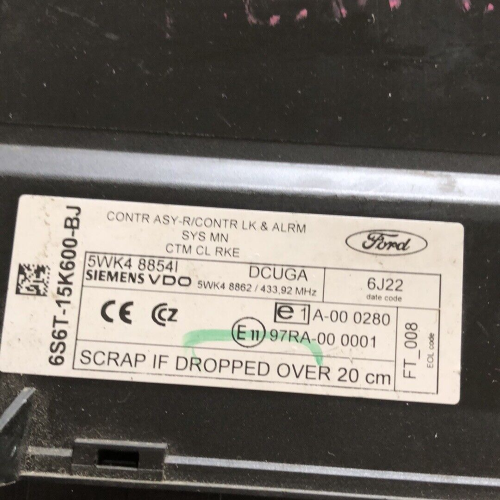 CONTR ASY-R/CONTR LK & ALRM
SYS MN
CTM CL RKE
Ford
6S6T-15K600-BJ
5WK4 8854I
DCUGA
6J22
SIEMENS VDO 5WK4 8862 / 433,92 MHz
date code
CE CCZ
e1 A-00 0280
E11 97RA-00 0001
FT_008
EOL code
SCRAP IF DROPPED OVER 20 cm